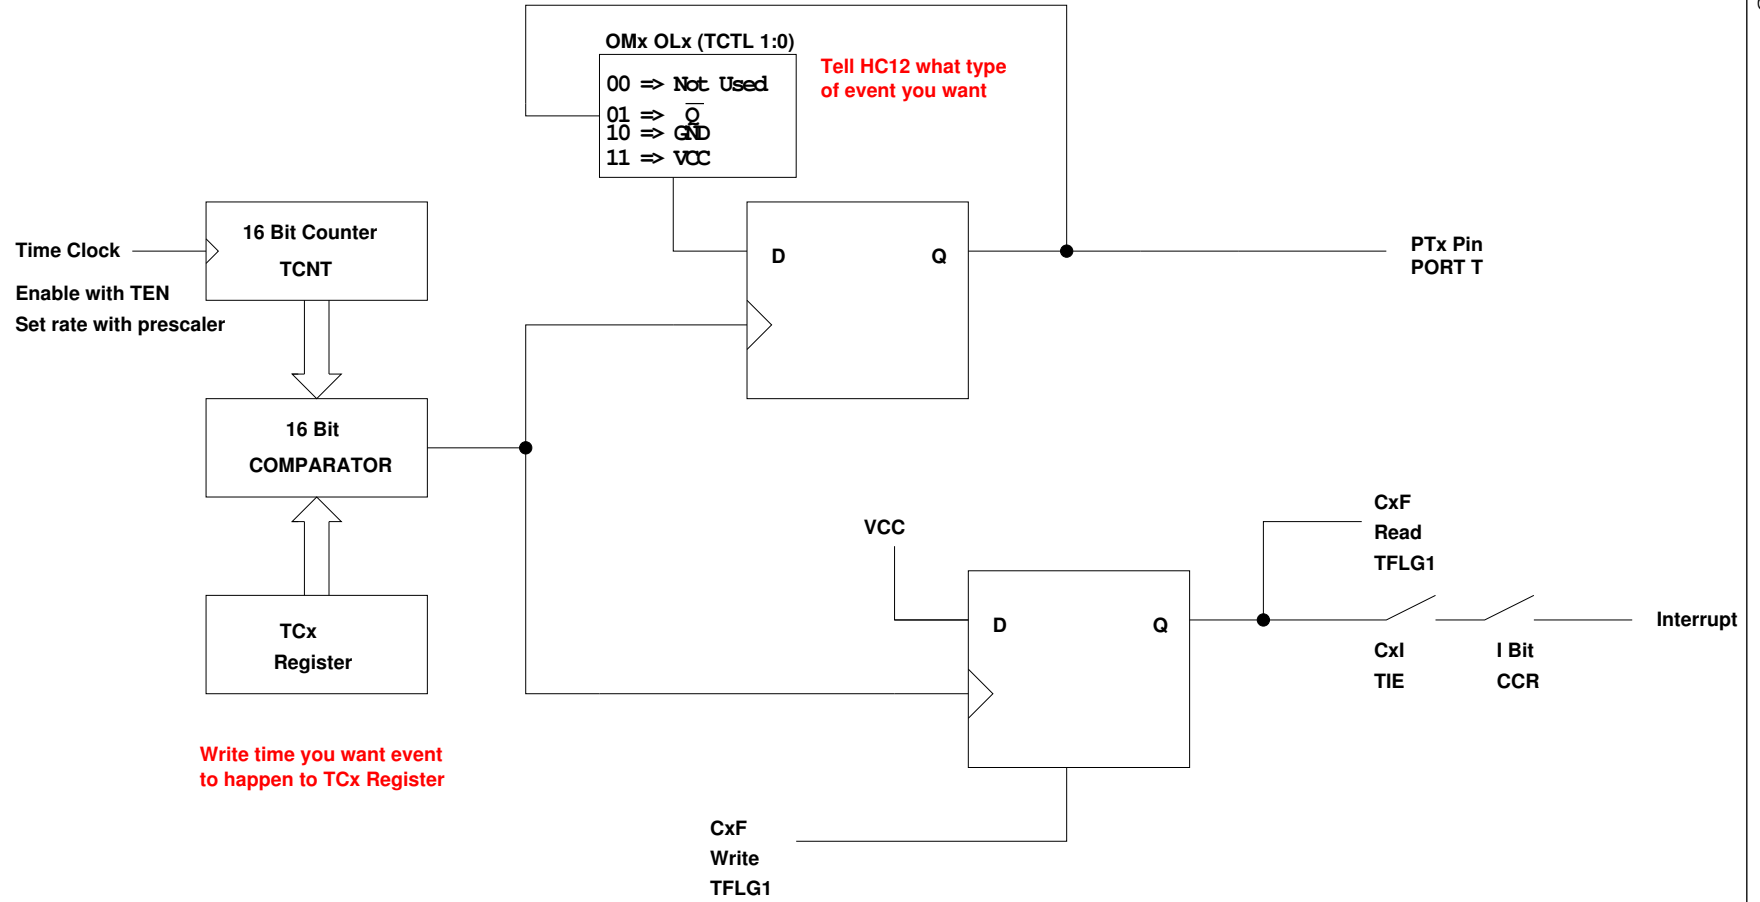 OMx OLx (TCTL 1:0)
00 => Not Used
01 => Q̅
10 => GND
11 => VCC
Tell HC12 what type
of event you want
16 Bit Counter
TCNT
Time Clock
Enable with TEN
Set rate with prescaler
D
Q
PTx Pin
PORT T
16 Bit
COMPARATOR
TCx
Register
Write time you want event
to happen to TCx Register
VCC
D
Q
CxF
Read
TFLG1
CxI
TIE
I Bit
CCR
Interrupt
CxF
Write
TFLG1